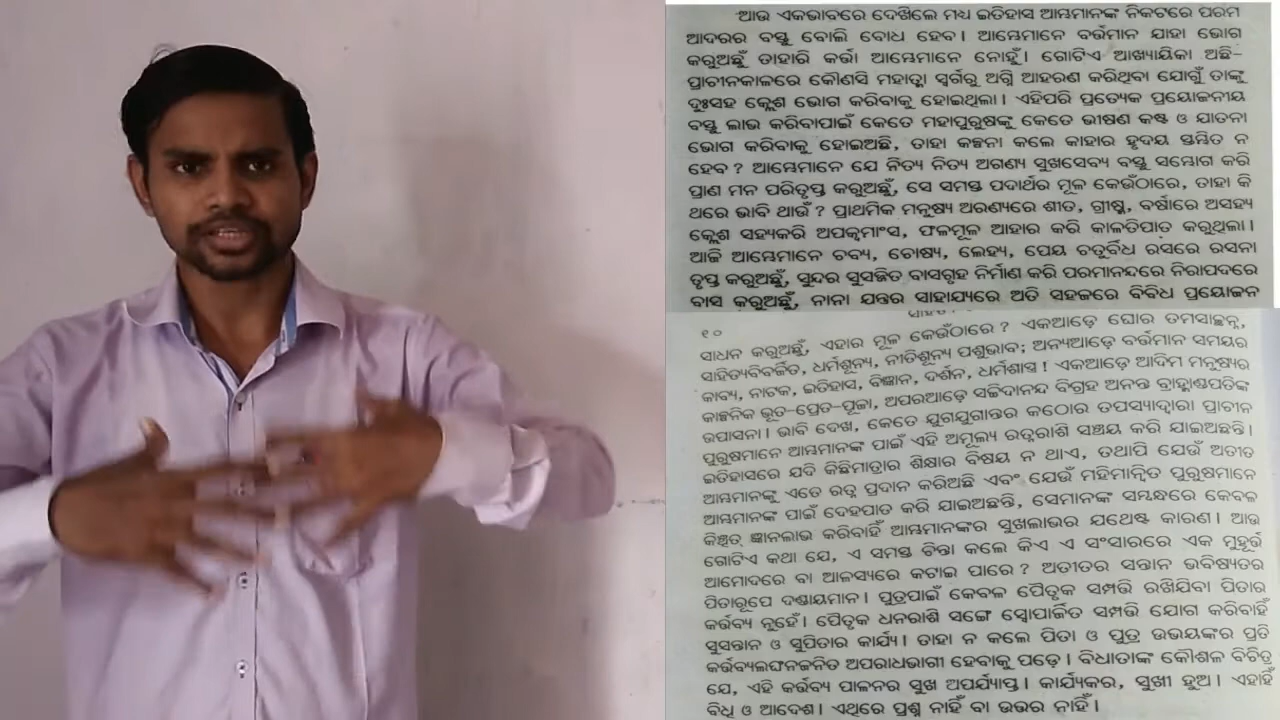 ଆଉ ଏକଭାବରେ ଦେଖିଲେ ମଧ୍ୟ ଇତିହାସ ଆମ୍ଭମାନଙ୍କ ନିକଟରେ ପରମ
ଆଦରର ବସ୍ତୁ ବୋଲି ବୋଧ ହେବ। ଆମ୍ଭେମାନେ ବର୍ତ୍ତମାନ ଯାହା ଭୋଗ
କରୁଅଛୁଁ ତାହାରି କର୍ତ୍ତା ଆମ୍ଭେମାନେ ନୋହୁଁ। ଗୋଟିଏ ଆଖ୍ୟାୟିକା ଅଛି–
ପ୍ରାଚୀନକାଳରେ କୌଣସି ମହାତ୍ମା ସ୍ୱର୍ଗରୁ ଅଗ୍ନି ଆହରଣ କରିଥିବା ଯୋଗୁଁ ତାଙ୍କୁ
ଦୁଃସହ କ୍ଲେଶ ଭୋଗ କରିବାକୁ ହୋଇଥିଲା। ଏହିପରି ପ୍ରତ୍ୟେକ ପ୍ରୟୋଜନୀୟ
ବସ୍ତୁ ଲାଭ କରିବାପାଇଁ କେତେ ମହାପୁରୁଷଙ୍କୁ କେତେ ଭୀଷଣ କଷ୍ଟ ଓ ଯାତନା
ଭୋଗ କରିବାକୁ ହୋଇଅଛି, ତାହା କଳ୍ପନା କଲେ କାହାର ହୃଦୟ ସ୍ତମ୍ଭିତ ନ
ହେବ ? ଆମ୍ଭେମାନେ ଯେ ନିତ୍ୟ ନିତ୍ୟ ଅଗଣ୍ୟ ସୁଖସେବ୍ୟ ବସ୍ତୁ ସମ୍ଭୋଗ କରି
ପ୍ରାଣ ମନ ପରିତୃପ୍ତ କରୁଅଛୁଁ, ସେ ସମସ୍ତ ପଦାର୍ଥର ମୂଳ କେଉଁଠାରେ, ତାହା କି
ଥରେ ଭାବି ଥାଉଁ ? ପ୍ରାଥମିକ ମନୁଷ୍ୟ ଅରଣ୍ୟରେ ଶୀତ, ଗ୍ରୀଷ୍ମ, ବର୍ଷାରେ ଅସହ୍ୟ
କ୍ଲେଶ ସହ୍ୟକରି ଅପକ୍ୱମାଂସ, ଫଳମୂଳ ଆହାର କରି କାଳାତିପାତ କରୁଥିଲା।
ଆଜି ଆମ୍ଭେମାନେ ଚବ୍ୟ, ଚୋଷ୍ୟ, ଲେହ୍ୟ, ପେୟ ଚତୁର୍ବିଧ ରସରେ ରସନା
ତୃପ୍ତ କରୁଅଛୁଁ, ସୁନ୍ଦର ସୁସଜ୍ଜିତ ବାସଗୃହ ନିର୍ମାଣ କରି ପରମାନନ୍ଦରେ ନିରାପଦରେ
ବାସ କରୁଅଛୁଁ, ନାନା ଯନ୍ତ୍ରର ସାହାଯ୍ୟରେ ଅତି ସହଜରେ ବିବିଧ ପ୍ରୟୋଜନ
୧୦
ସାଧନ କରୁଅଛୁଁ, ଏହାର ମୂଳ କେଉଁଠାରେ ? ଏକଆଡ଼େ ଘୋର ତମସାଚ୍ଛନ୍ନ,
ସାହିତ୍ୟବିବର୍ଜିତ, ଧର୍ମଶୂନ୍ୟ, ନୀତିଶୂନ୍ୟ ପଶୁଭାବ; ଅନ୍ୟଆଡ଼େ ବର୍ତ୍ତମାନ ସମୟର
କାବ୍ୟ, ନାଟକ, ଇତିହାସ, ବିଜ୍ଞାନ, ଦର୍ଶନ, ଧର୍ମଶାସ୍ତ୍ର ! ଏକଆଡ଼େ ଆଦିମ ମନୁଷ୍ୟର
କାଳ୍ପନିକ ଭୂତ–ପ୍ରେତ–ପୂଜା, ଅପରଆଡ଼େ ସଚ୍ଚିଦାନନ୍ଦ ବିଗ୍ରହ ଅନନ୍ତ ବ୍ରହ୍ମାଣ୍ଡପତିଙ୍କ
ଉପାସନା। ଭାବି ଦେଖ, କେତେ ଯୁଗଯୁଗାନ୍ତର କଠୋର ତପସ୍ୟାଦ୍ୱାରା ପ୍ରାଚୀନ
ପୁରୁଷମାନେ ଆମ୍ଭମାନଙ୍କ ପାଇଁ ଏହି ଅମୂଲ୍ୟ ରତ୍ନରାଶି ସଞ୍ଚୟ କରି ଯାଇଅଛନ୍ତି।
ଇତିହାସରେ ଯଦି କିଛିମାତ୍ର ଶିକ୍ଷାର ବିଷୟ ନ ଥାଏ, ତଥାପି ଯେଉଁ ଅତୀତ
ଆମ୍ଭମାନଙ୍କୁ ଏତେ ରତ୍ନ ପ୍ରଦାନ କରିଅଛି ଏବଂ ଯେଉଁ ମହିମାନ୍ୱିତ ପୁରୁଷମାନେ
ଆମ୍ଭମାନଙ୍କ ପାଇଁ ଦେହପାତ କରି ଯାଇଅଛନ୍ତି, ସେମାନଙ୍କ ସମ୍ବନ୍ଧରେ କେବଳ
କିଞ୍ଚିତ୍ ଜ୍ଞାନଲାଭ କରିବାହିଁ ଆମ୍ଭମାନଙ୍କର ସୁଖଲାଭର ଯଥେଷ୍ଟ କାରଣ। ଆଉ
ଗୋଟିଏ କଥା ଯେ, ଏ ସମସ୍ତ ଚିନ୍ତା କଲେ କିଏ ଏ ସଂସାରରେ ଏକ ମୁହୂର୍ତ୍ତ
ଆମୋଦରେ ବା ଆଳସ୍ୟରେ କଟାଇ ପାରେ ? ଅତୀତର ସନ୍ତାନ ଭବିଷ୍ୟତର
ପିତାରୂପେ ଦଣ୍ଡାୟମାନ। ପୁତ୍ରପାଇଁ କେବଳ ପୈତୃକ ସମ୍ପତ୍ତି ରଖିଯିବା ପିତାର
କର୍ତ୍ତବ୍ୟ ନୁହେଁ। ପୈତୃକ ଧନରାଶି ସଙ୍ଗେ ସ୍ୱୋପାର୍ଜିତ ସମ୍ପତ୍ତି ଯୋଗ କରିବାହିଁ
ସୁସନ୍ତାନ ଓ ସୁପିତାର କାର୍ଯ୍ୟ। ତାହା ନ କଲେ ପିତା ଓ ପୁତ୍ର ଉଭୟଙ୍କର ପ୍ରତି
କର୍ତ୍ତବ୍ୟଲଙ୍ଘନଜନିତ ଅପରାଧଭାଗୀ ହେବାକୁ ପଡ଼େ। ବିଧାତାଙ୍କ କୌଶଳ ବିଚିତ୍ର
ଯେ, ଏହି କର୍ତ୍ତବ୍ୟ ପାଳନର ସୁଖ ଅପର୍ଯ୍ୟାପ୍ତ। କାର୍ଯ୍ୟକର, ସୁଖୀ ହୁଅ। ଏହାହିଁ
ବିଧି ଓ ଆଦେଶ। ଏଥିରେ ପ୍ରଶ୍ନ ନାହିଁ ବା ଉତ୍ତର ନାହିଁ।